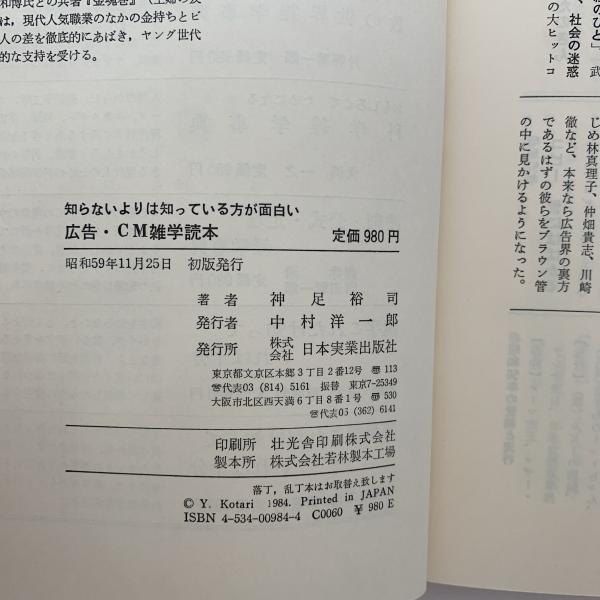 和博氏との共著『金魂巻』(主婦の友
は、現代人気職業のなかの金持ちとビ
人の差を徹底的にあばき、ヤング世代
的な支持を受ける。
知らないよりは知っている方が面白い
広告・CM雑学読本 定価980円
昭和59年11月25日 初版発行
著者 神足裕司
発行者 中村洋一郎
発行所 株式会社 日本実業出版社
東京都文京区本郷3丁目2番12号 〠113
☎代表03(814)5161 振替 東京7-25349
大阪市北区西天満6丁目8番1号 〠530
☎代表06(362)6141
印刷所 壮光舎印刷株式会社
製本所 株式会社若林製本工場
落丁,乱丁本はお取替え致します
© Y. Kotari 1984. Printed in JAPAN
ISBN 4-534-00984-4 C0060 ¥980E
のひと」武
、社会の迷惑
の大ヒットコ
じめ林真理子、仲畑貴志、川崎
徹など、本来なら広告界の裏方
であるはずの彼らをブラウン管
の中に見かけるようになった。